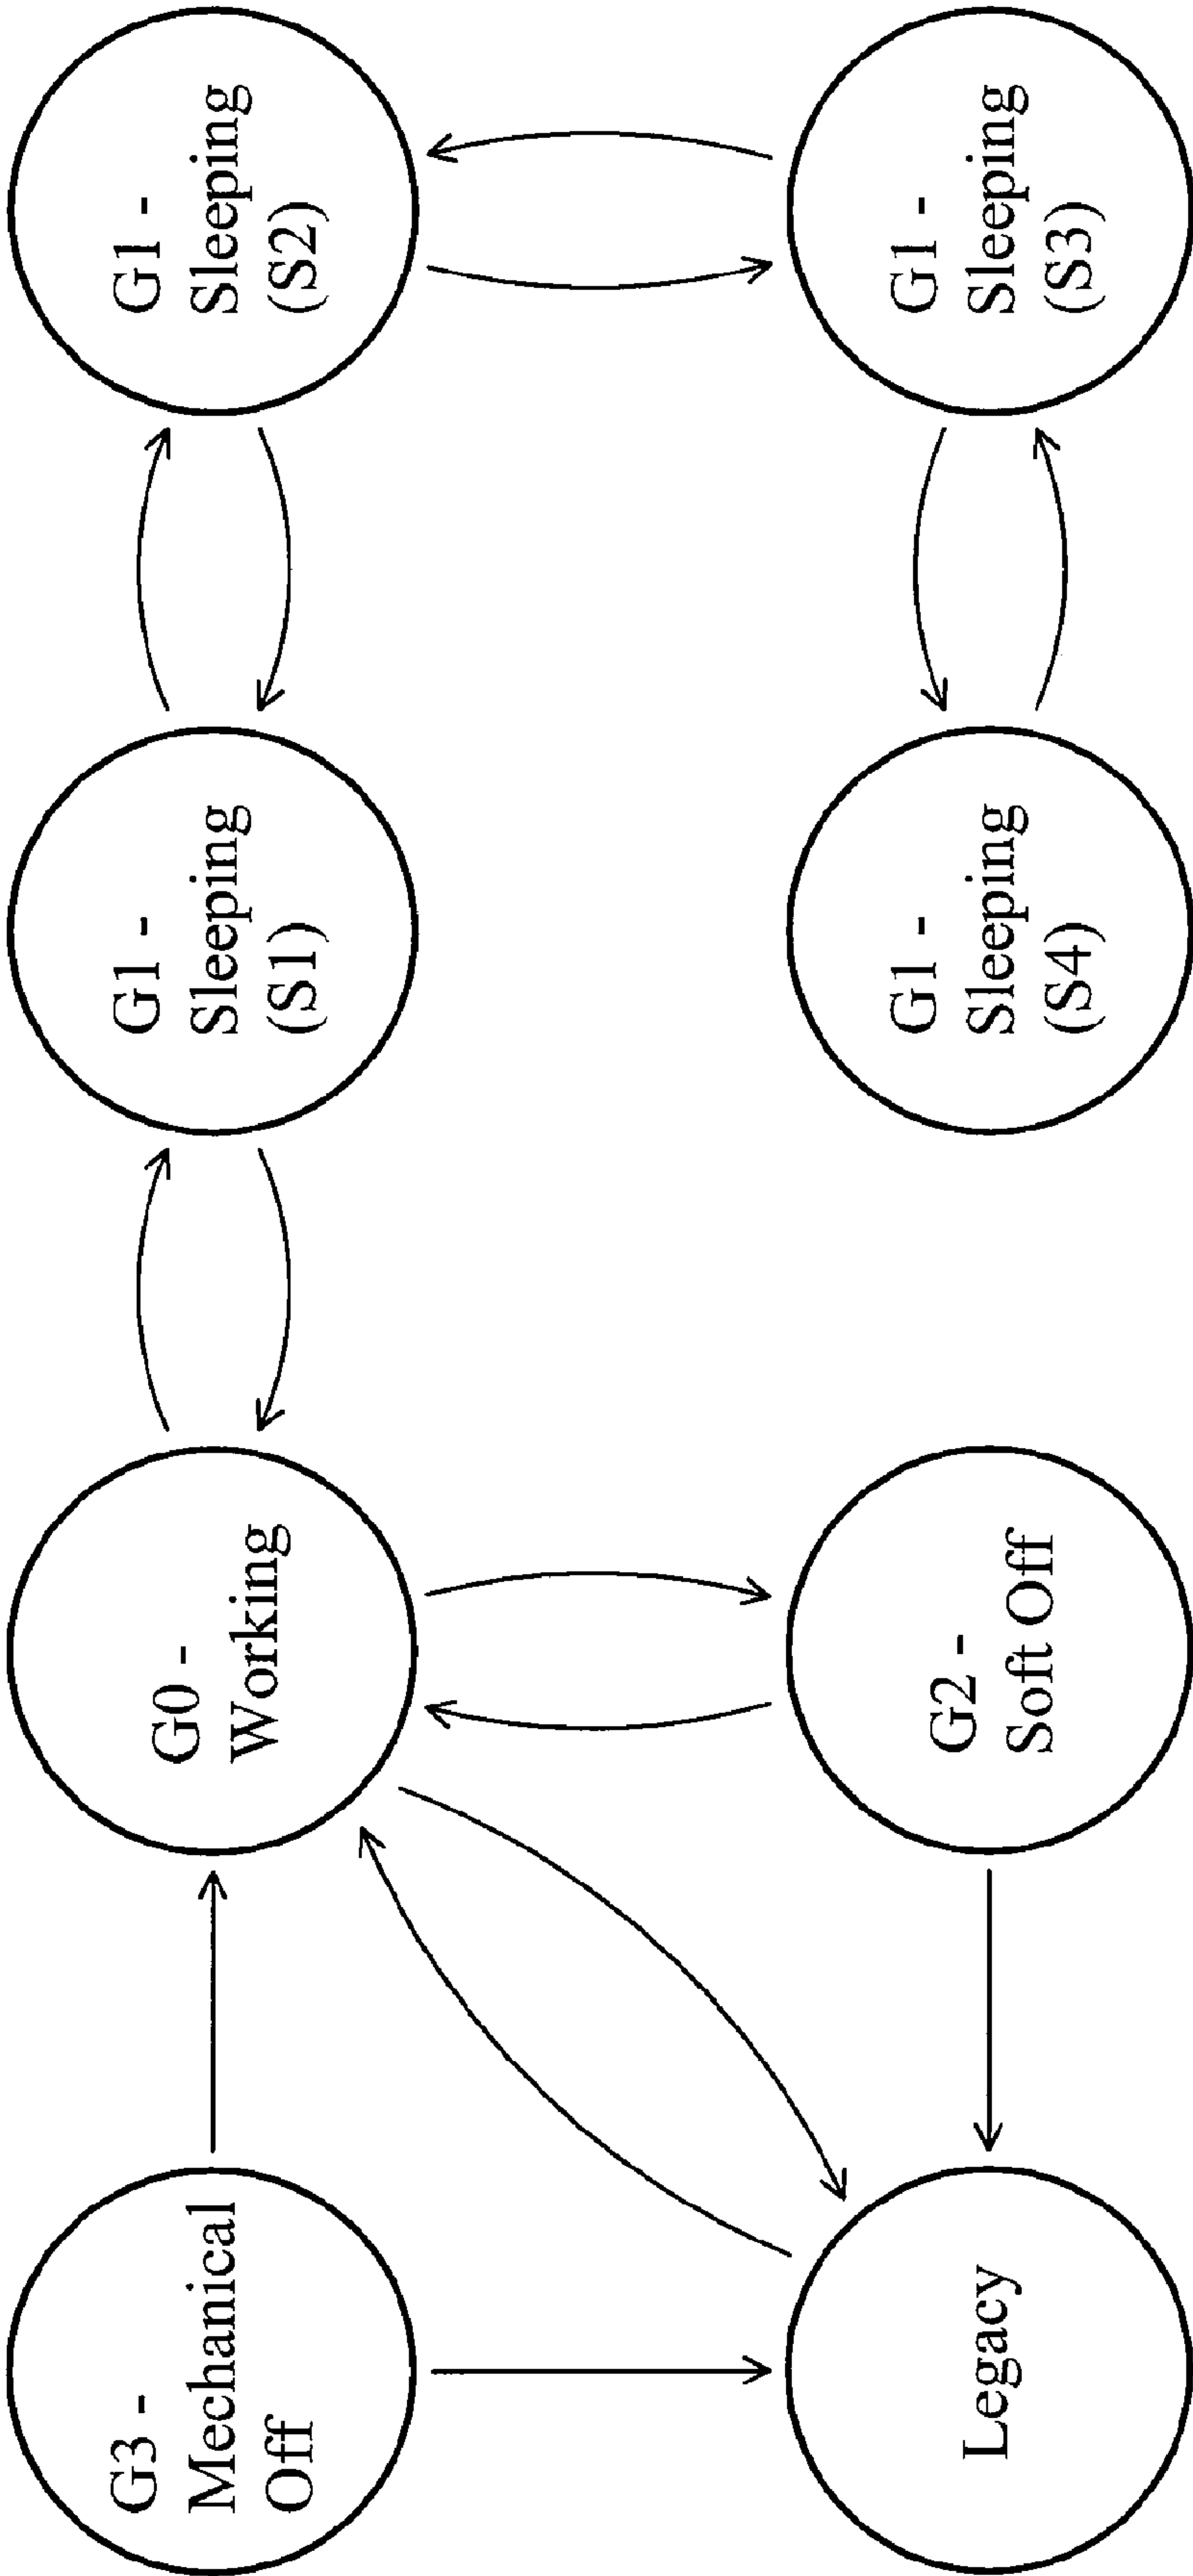 G3 -
Mechanical
Off
G0 -
Working
G1 -
Sleeping
(S1)
G1 -
Sleeping
(S2)
Legacy
G2 -
Soft Off
G1 -
Sleeping
(S4)
G1 -
Sleeping
(S3)